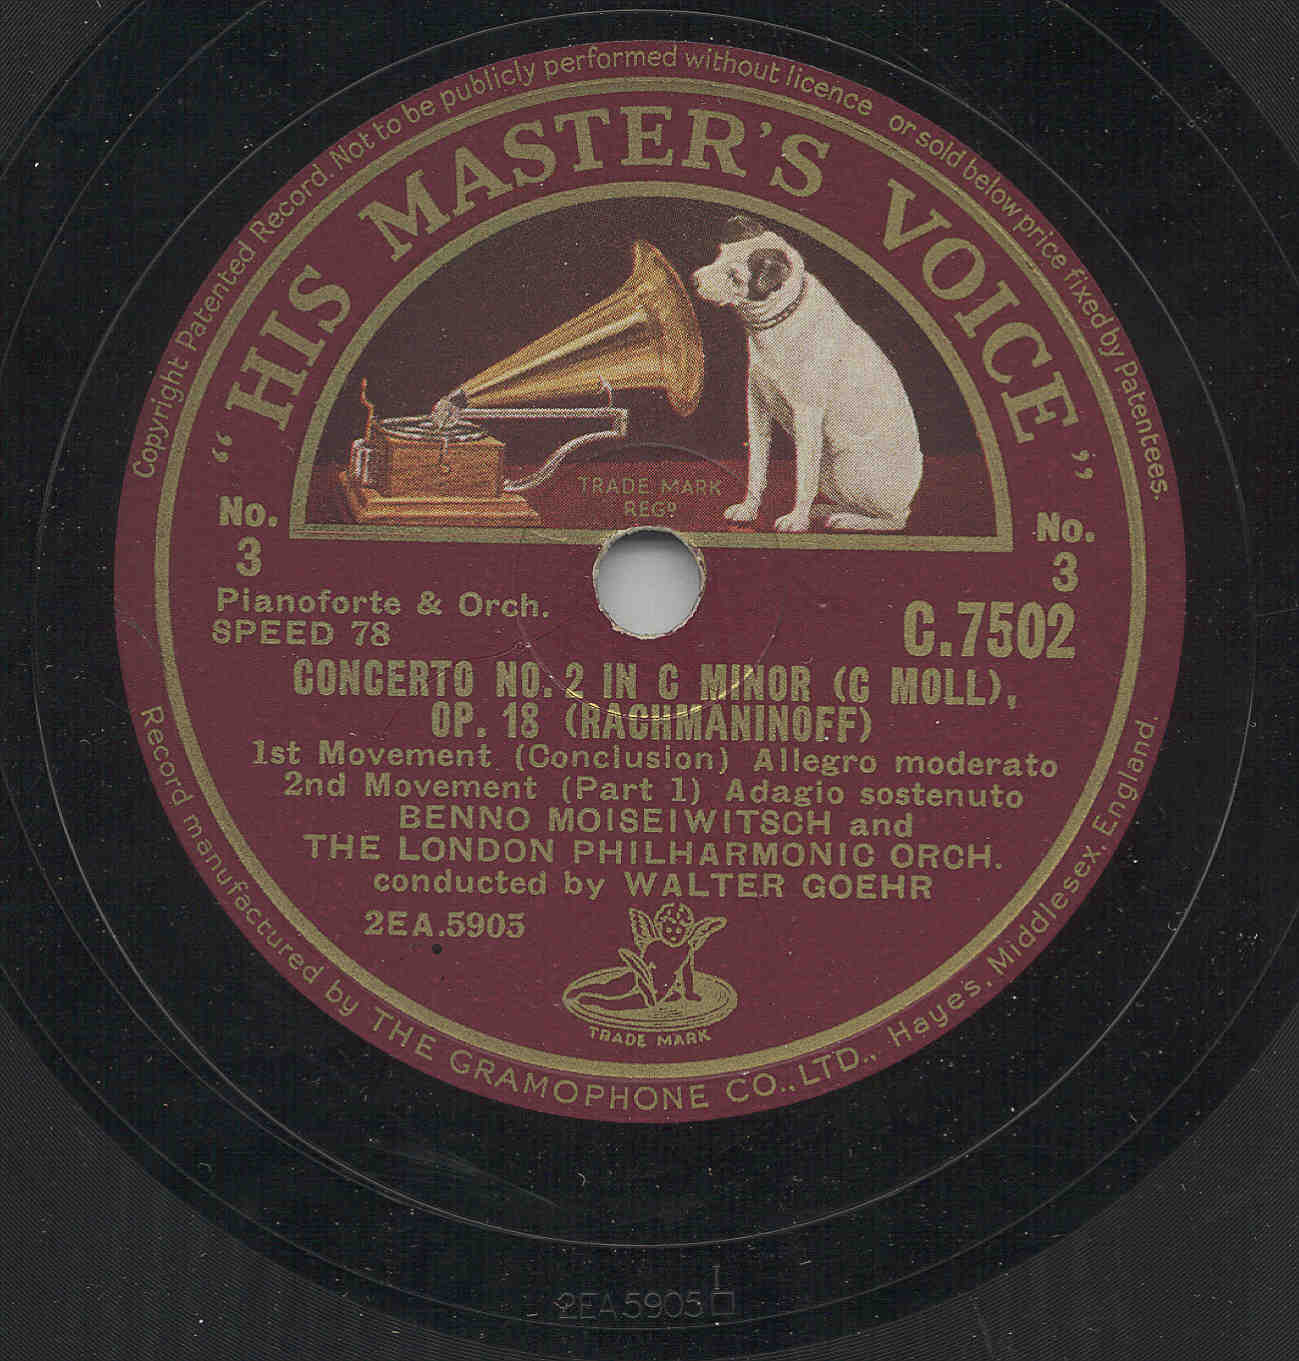 Copyright Patented Record. Not to be publicly performed without licence or sold below price fixed by Patentees.
“HIS MASTER'S VOICE”
TRADE MARK
REGD
No.
3
No.
3
Pianoforte & Orch.
SPEED 78
C.7502
CONCERTO NO. 2 IN C MINOR (C MOLL),
OP. 18 (RACHMANINOFF)
1st Movement (Conclusion) Allegro moderato
2nd Movement (Part 1) Adagio sostenuto
BENNO MOISEIWITSCH and
THE LONDON PHILHARMONIC ORCH.
conducted by WALTER GOEHR
2EA.5905
TRADE MARK
Record manufactured by THE GRAMOPHONE CO., LTD., Hayes, Middlesex, England.
2EA5905 I